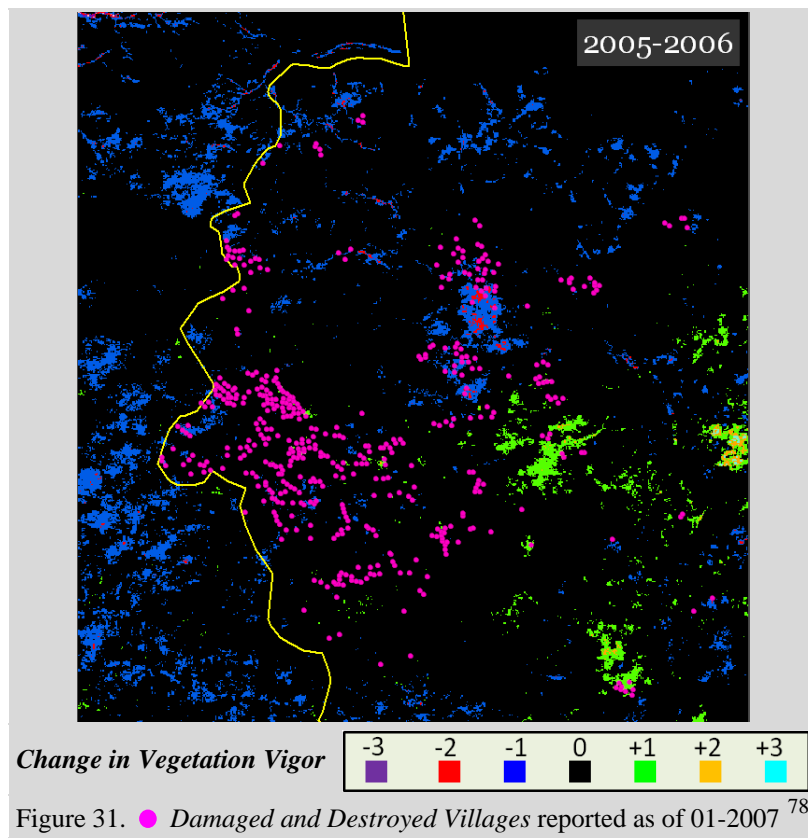 2005-2006
Change in Vegetation Vigor
-3 -2 -1 0 +1 +2 +3
Figure 31. Damaged and Destroyed Villages reported as of 01-2007 78